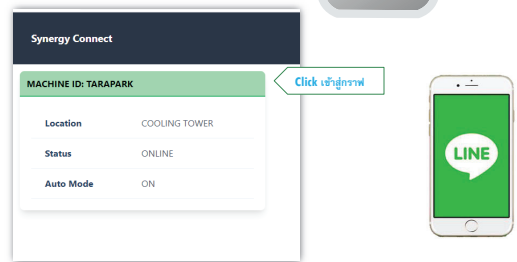 Synergy Connect
MACHINE ID: TARAPARK
Click เข้าสู่กราฟ
Location COOLING TOWER
Status ONLINE
Auto Mode ON
LINE